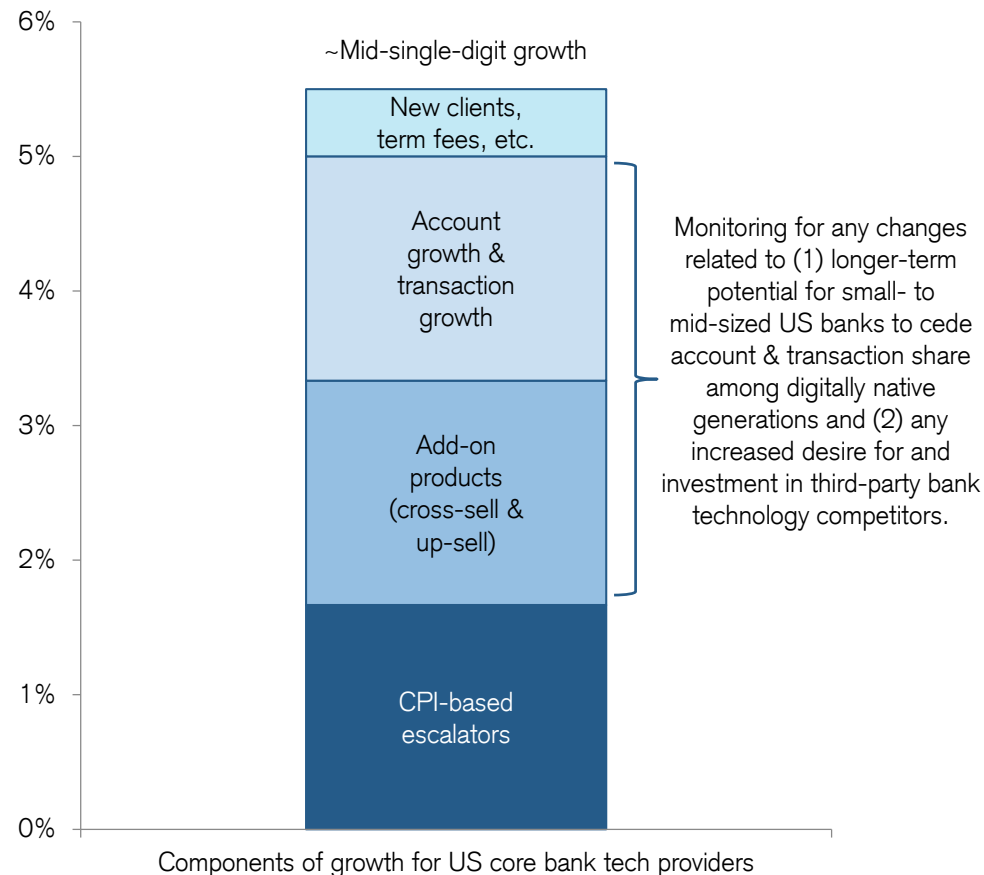 6%
~Mid-single-digit growth
New clients,
term fees, etc.
5%
Account
growth &
transaction
growth
Monitoring for any changes
related to (1) longer-term
potential for small- to
mid-sized US banks to cede
account & transaction share
among digitally native
generations and (2) any
increased desire for and
investment in third-party bank
technology competitors.
4%
3%
Add-on
products
(cross-sell &
up-sell)
2%
1%
CPI-based
escalators
0%
Components of growth for US core bank tech providers